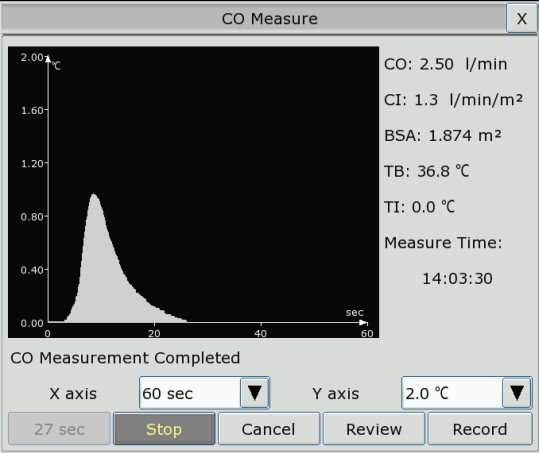 CO Measure
X
2.00
℃
1.60
1.20
0.80
0.40
0.00
0
20
40
60
sec
CO: 2.50 l/min
CI: 1.3 l/min/m²
BSA: 1.874 m²
TB: 36.8 ℃
TI: 0.0 ℃
Measure Time:
14:03:30
CO Measurement Completed
X axis 60 sec Y axis 2.0 ℃
27 sec Stop Cancel Review Record